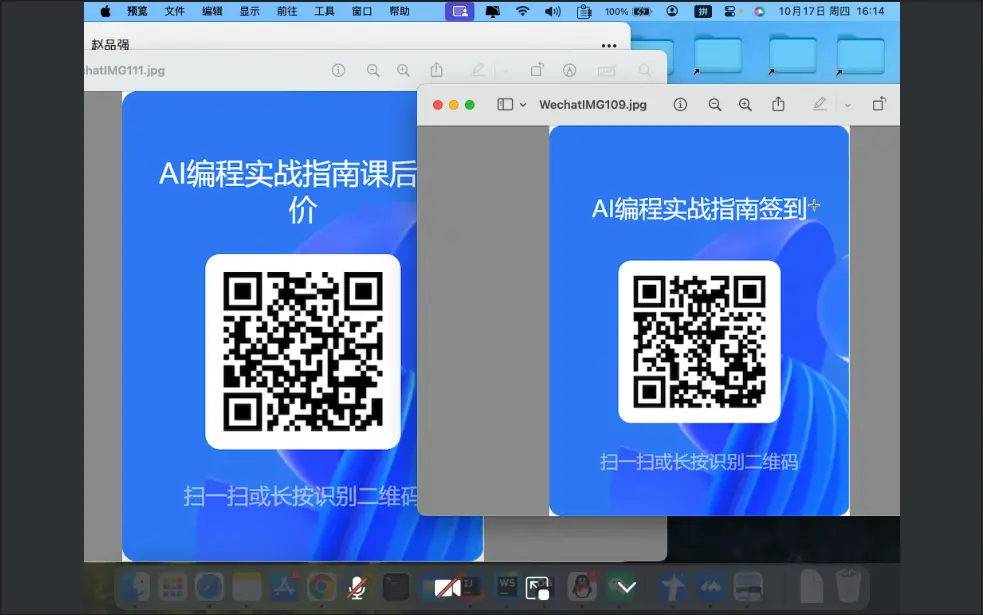 预览 文件 编辑 显示 前往 工具 窗口 帮助 100% 拼 10月17日 周四 16:14
赵品强
hatIMG111.jpg
WechatIMG109.jpg
AI编程实战指南课后
价
扫一扫或长按识别二维码
AI编程实战指南签到
扫一扫或长按识别二维码
WS